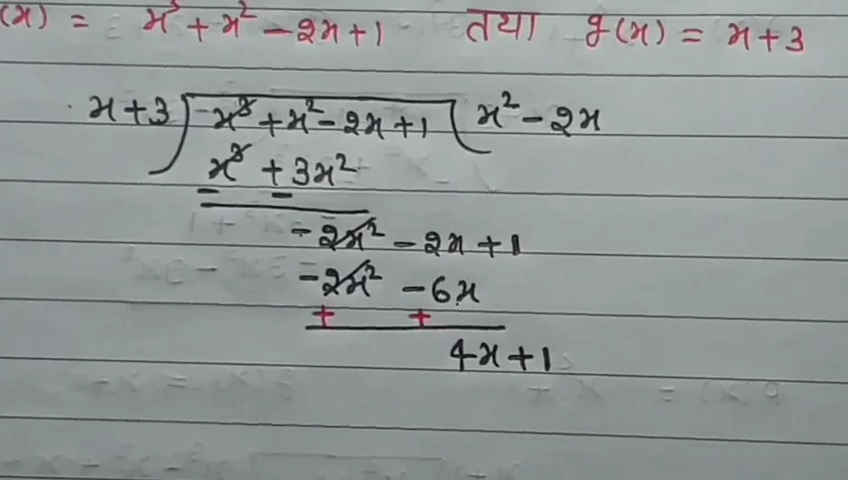 (x) = x³ + x² - 2x + 1 तथा g(x) = x + 3
x + 3 ) x³ + x² - 2x + 1 ( x² - 2x
x³ + 3x²
- -
- 2x² - 2x + 1
- 2x² - 6x
+ +
4x + 1